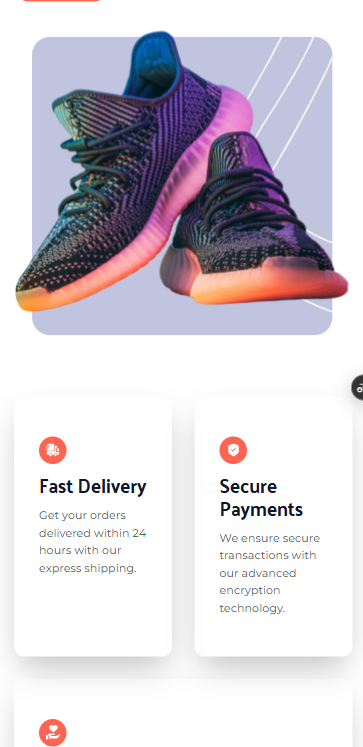 Fast Delivery
Get your orders
delivered within 24
hours with our
express shipping.
Secure
Payments
We ensure secure
transactions with
our advanced
encryption
technology.